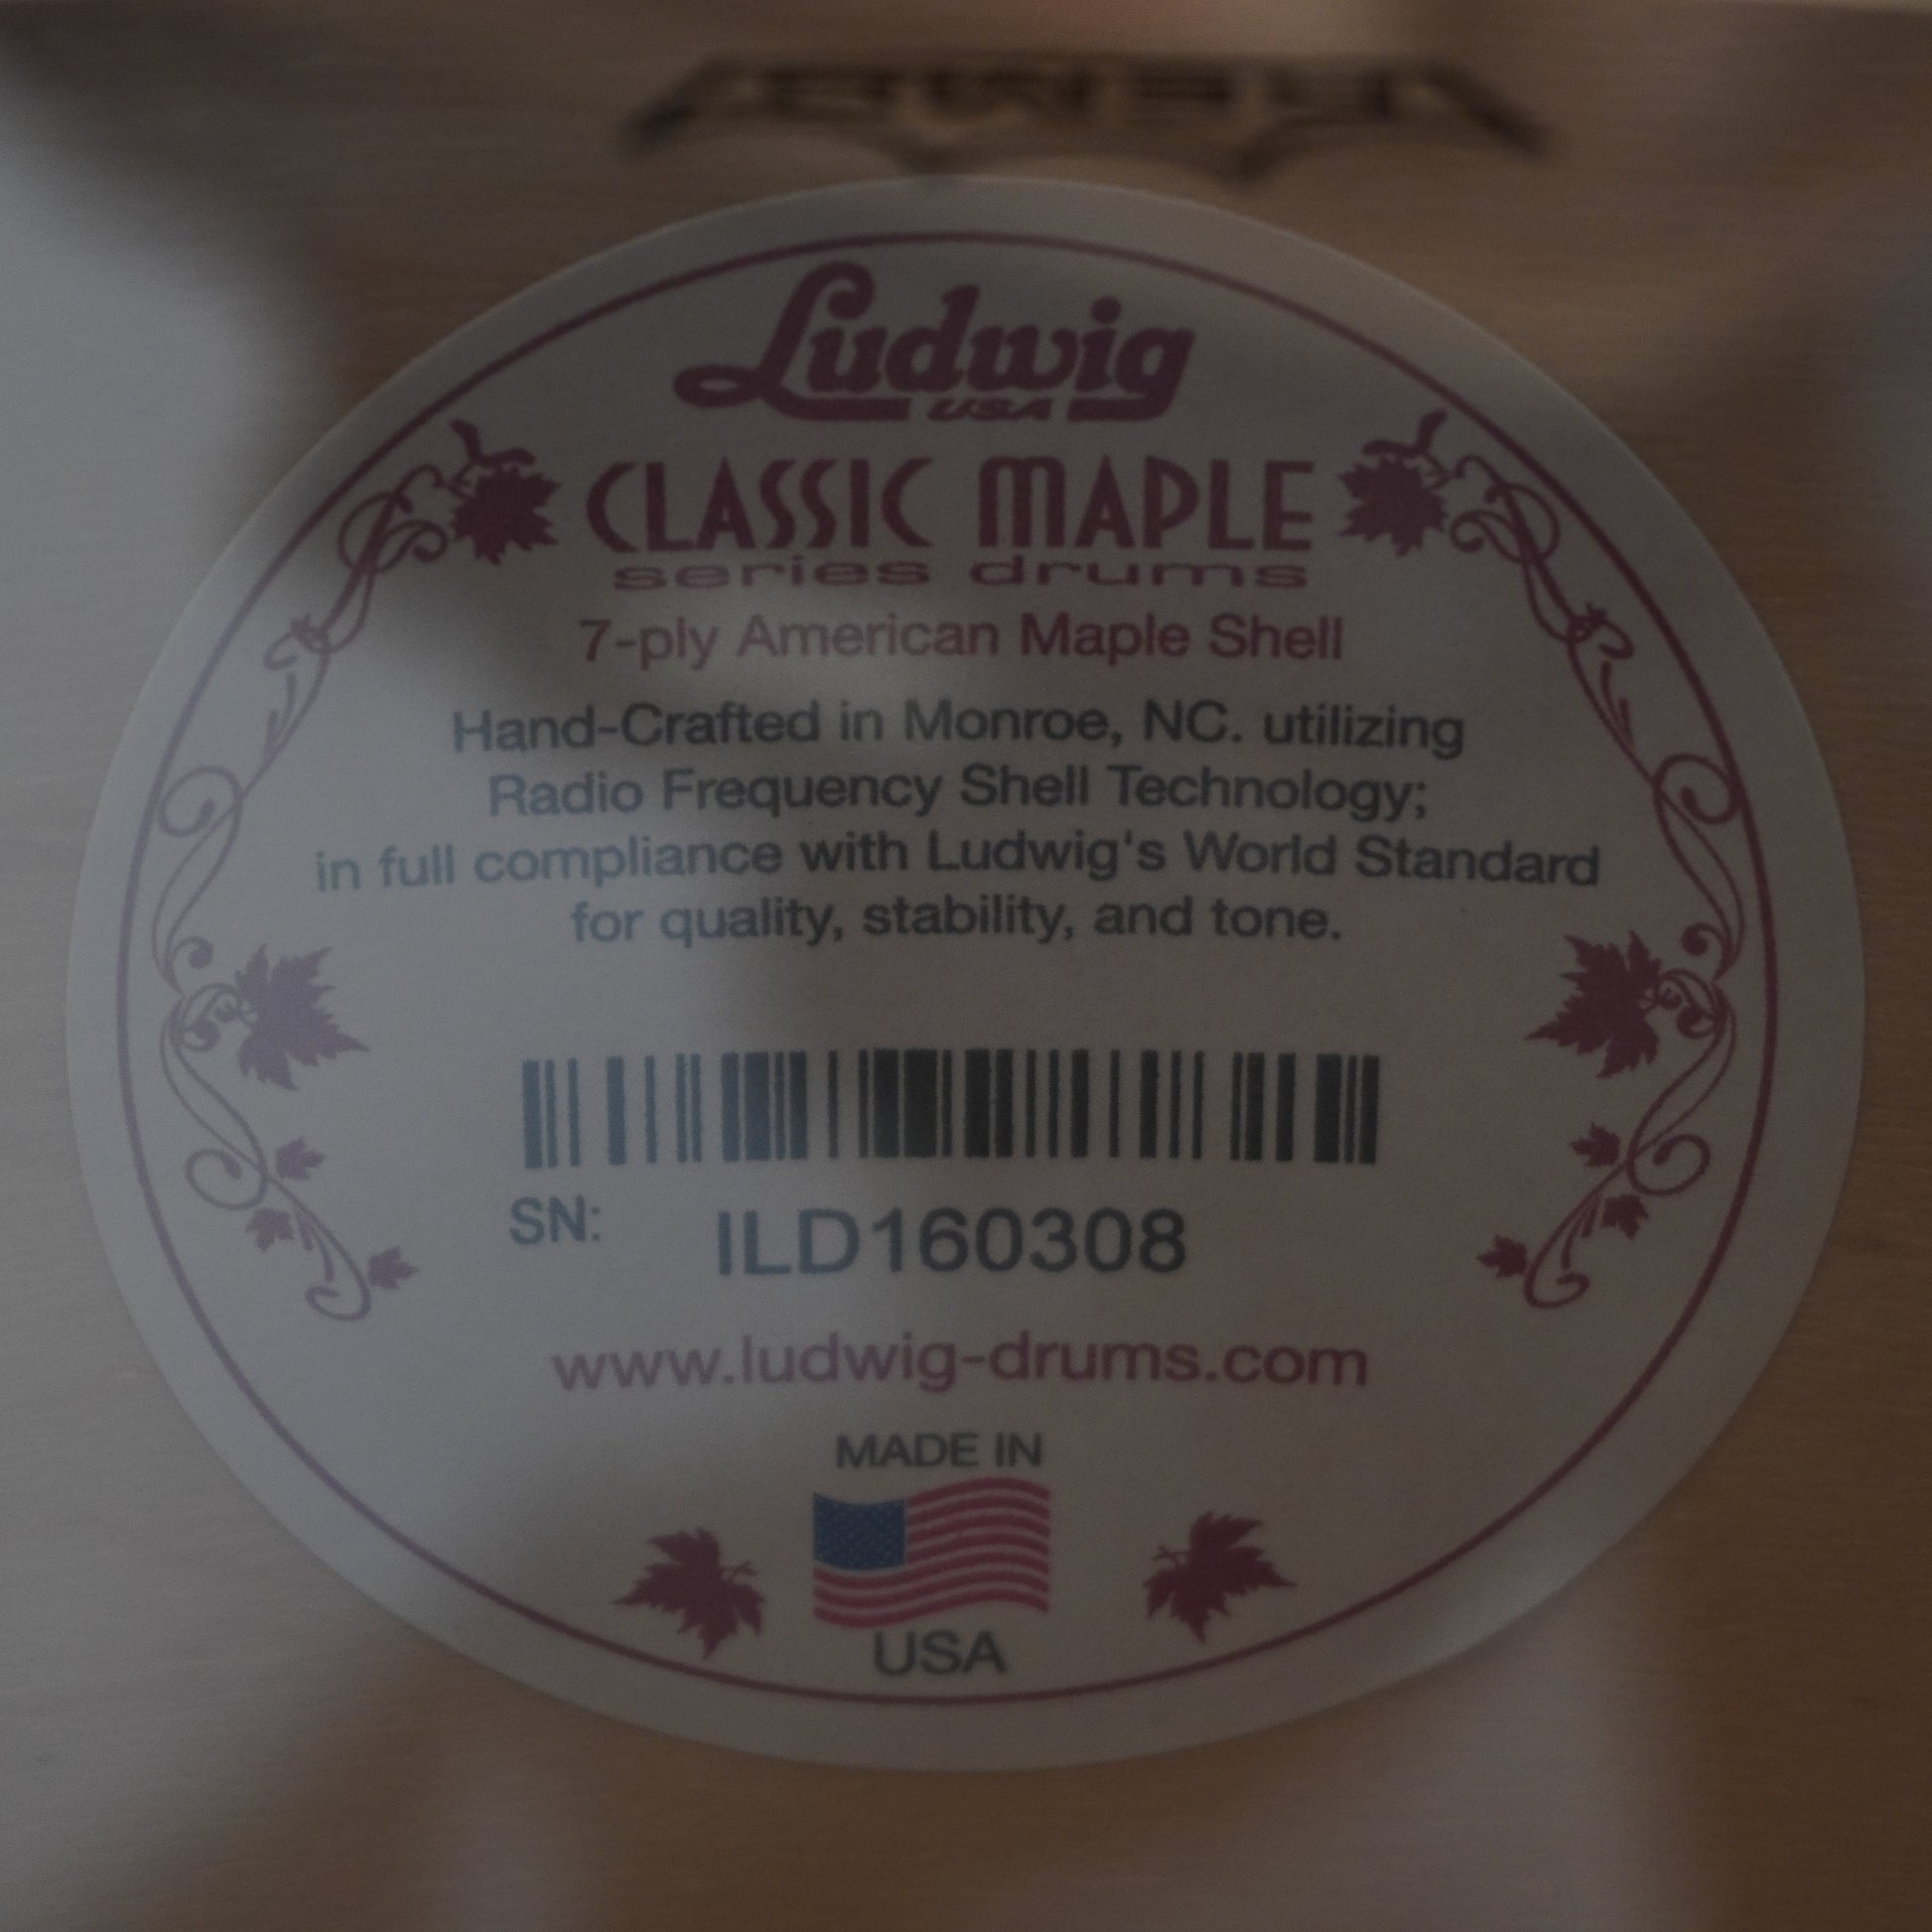 Ludwig
USA
CLASSIC MAPLE
series drums
7-ply American Maple Shell
Hand-Crafted in Monroe, NC. utilizing
Radio Frequency Shell Technology;
in full compliance with Ludwig's World Standard
for quality, stability, and tone.
SN: ILD160308
www.ludwig-drums.com
MADE IN
USA